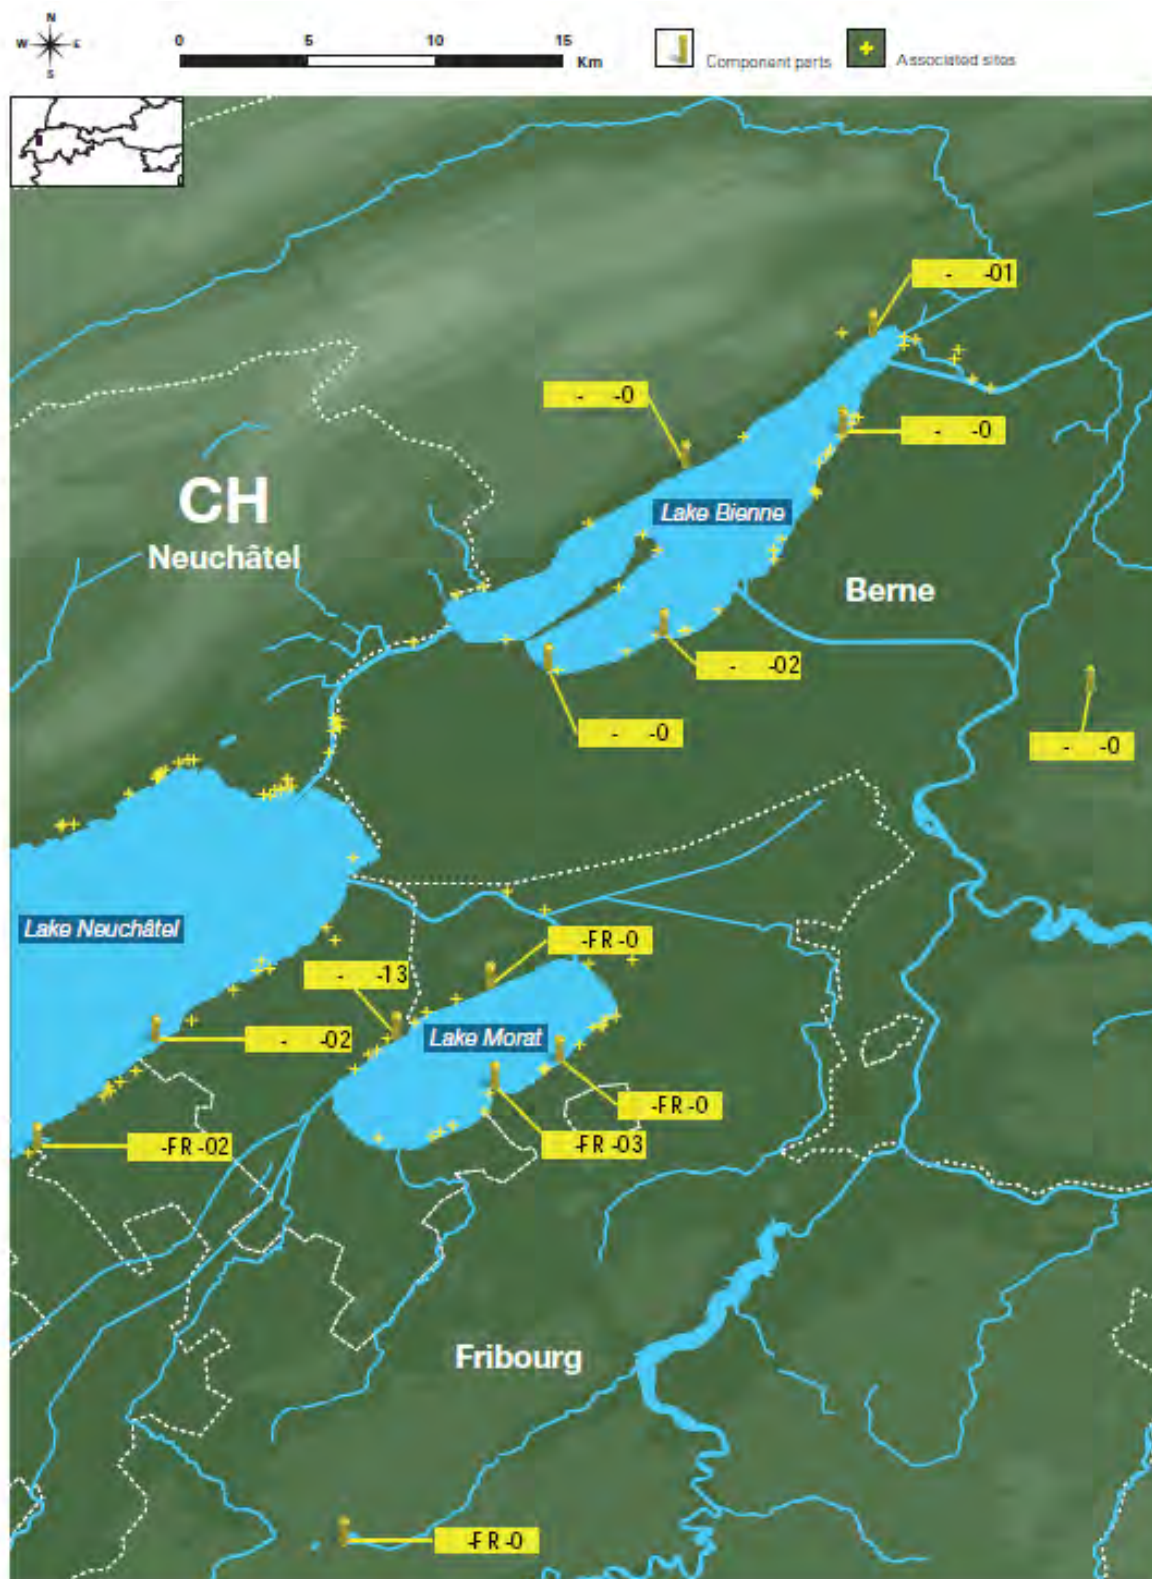 N
W E
S
0 5 10 15
Km
Component parts
Associated sites
- -01
- -0
- -0
CH
Neuchâtel
Lake Bienne
Berne
- -02
- -0
- -0
Lake Neuchâtel
-FR-0
- -13
- -02
Lake Morat
-FR-0
-FR-02
-FR-03
Fribourg
-FR-0